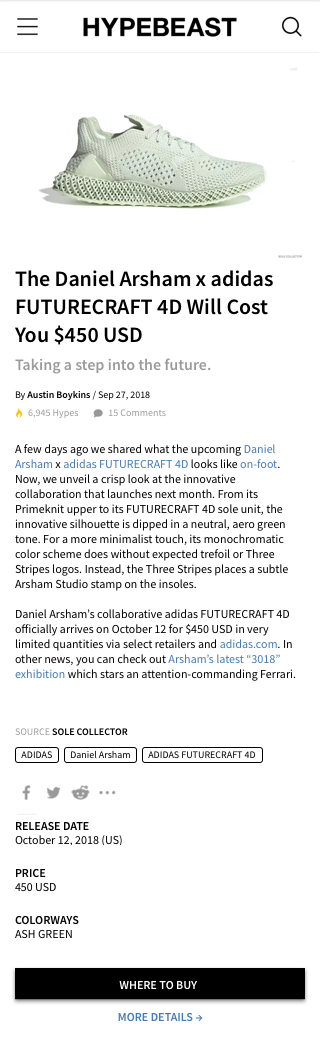 HYPEBEAST
The Daniel Arsham x adidas
FUTURECRAFT 4D Will Cost
You $450 USD
Taking a step into the future.
By Austin Boykins / Sep 27, 2018
6,945 Hypes 15 Comments
A few days ago we shared what the upcoming Daniel
Arsham x adidas FUTURECRAFT 4D looks like on-foot.
Now, we unveil a crisp look at the innovative
collaboration that launches next month. From its
Primeknit upper to its FUTURECRAFT 4D sole unit, the
innovative silhouette is dipped in a neutral, aero green
tone. For a more minimalist touch, its monochromatic
color scheme does without expected trefoil or Three
Stripes logos. Instead, the Three Stripes places a subtle
Arsham Studio stamp on the insoles.
Daniel Arsham's collaborative adidas FUTURECRAFT 4D
officially arrives on October 12 for $450 USD in very
limited quantities via select retailers and adidas.com. In
other news, you can check out Arsham's latest “3018”
exhibition which stars an attention-commanding Ferrari.
SOURCE SOLE COLLECTOR
ADIDAS Daniel Arsham ADIDAS FUTURECRAFT 4D
RELEASE DATE
October 12, 2018 (US)
PRICE
450 USD
COLORWAYS
ASH GREEN
WHERE TO BUY
MORE DETAILS →